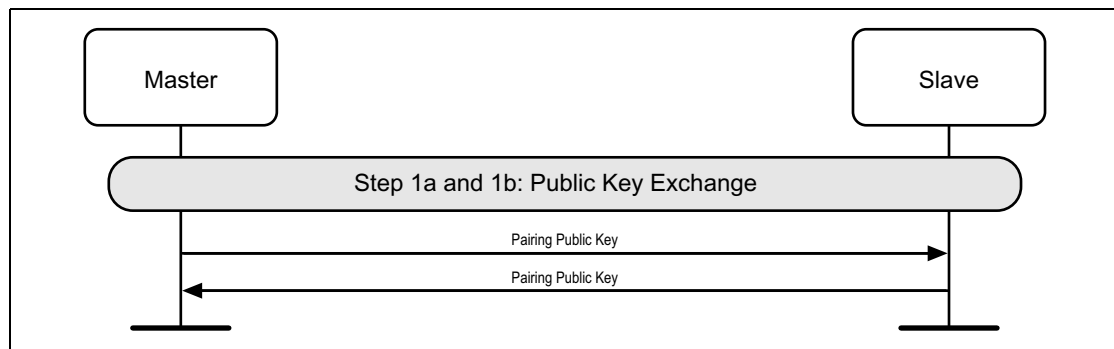 Master
Slave
Step 1a and 1b: Public Key Exchange
Pairing Public Key
Pairing Public Key